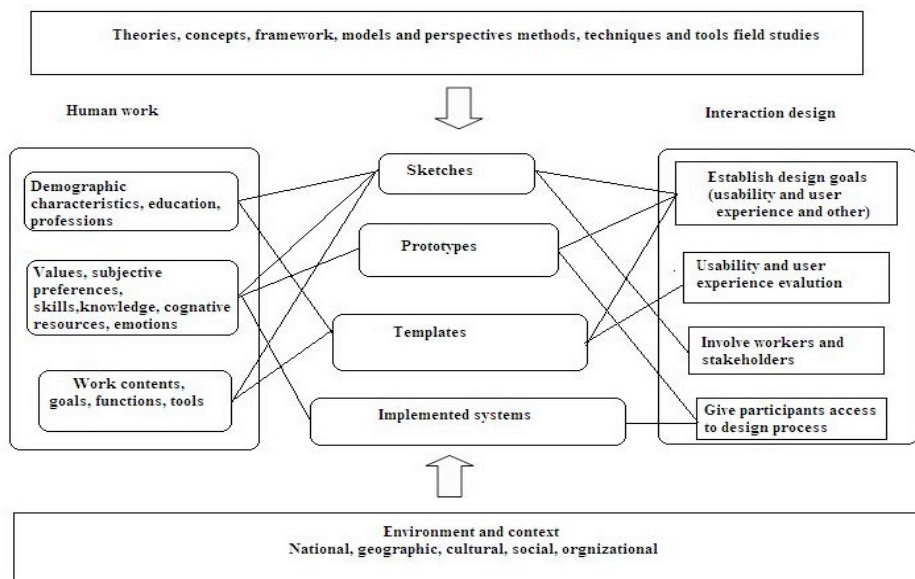 Theories, concepts, framework, models and perspectives methods, techniques and tools field studies
Human work
Interaction design
Demographic
characteristics, education,
professions
Values, subjective
preferences,
skills,knowledge, cognative
resources, emotions
Work contents,
goals, functions, tools
Sketches
Prototypes
Templates
Implemented systems
Establish design goals
(usability and user
experience and other)
Usability and user
experience evalution
Involve workers and
stakeholders
Give participants access
to design process
Environment and context
National, geographic, cultural, social, orgnizational